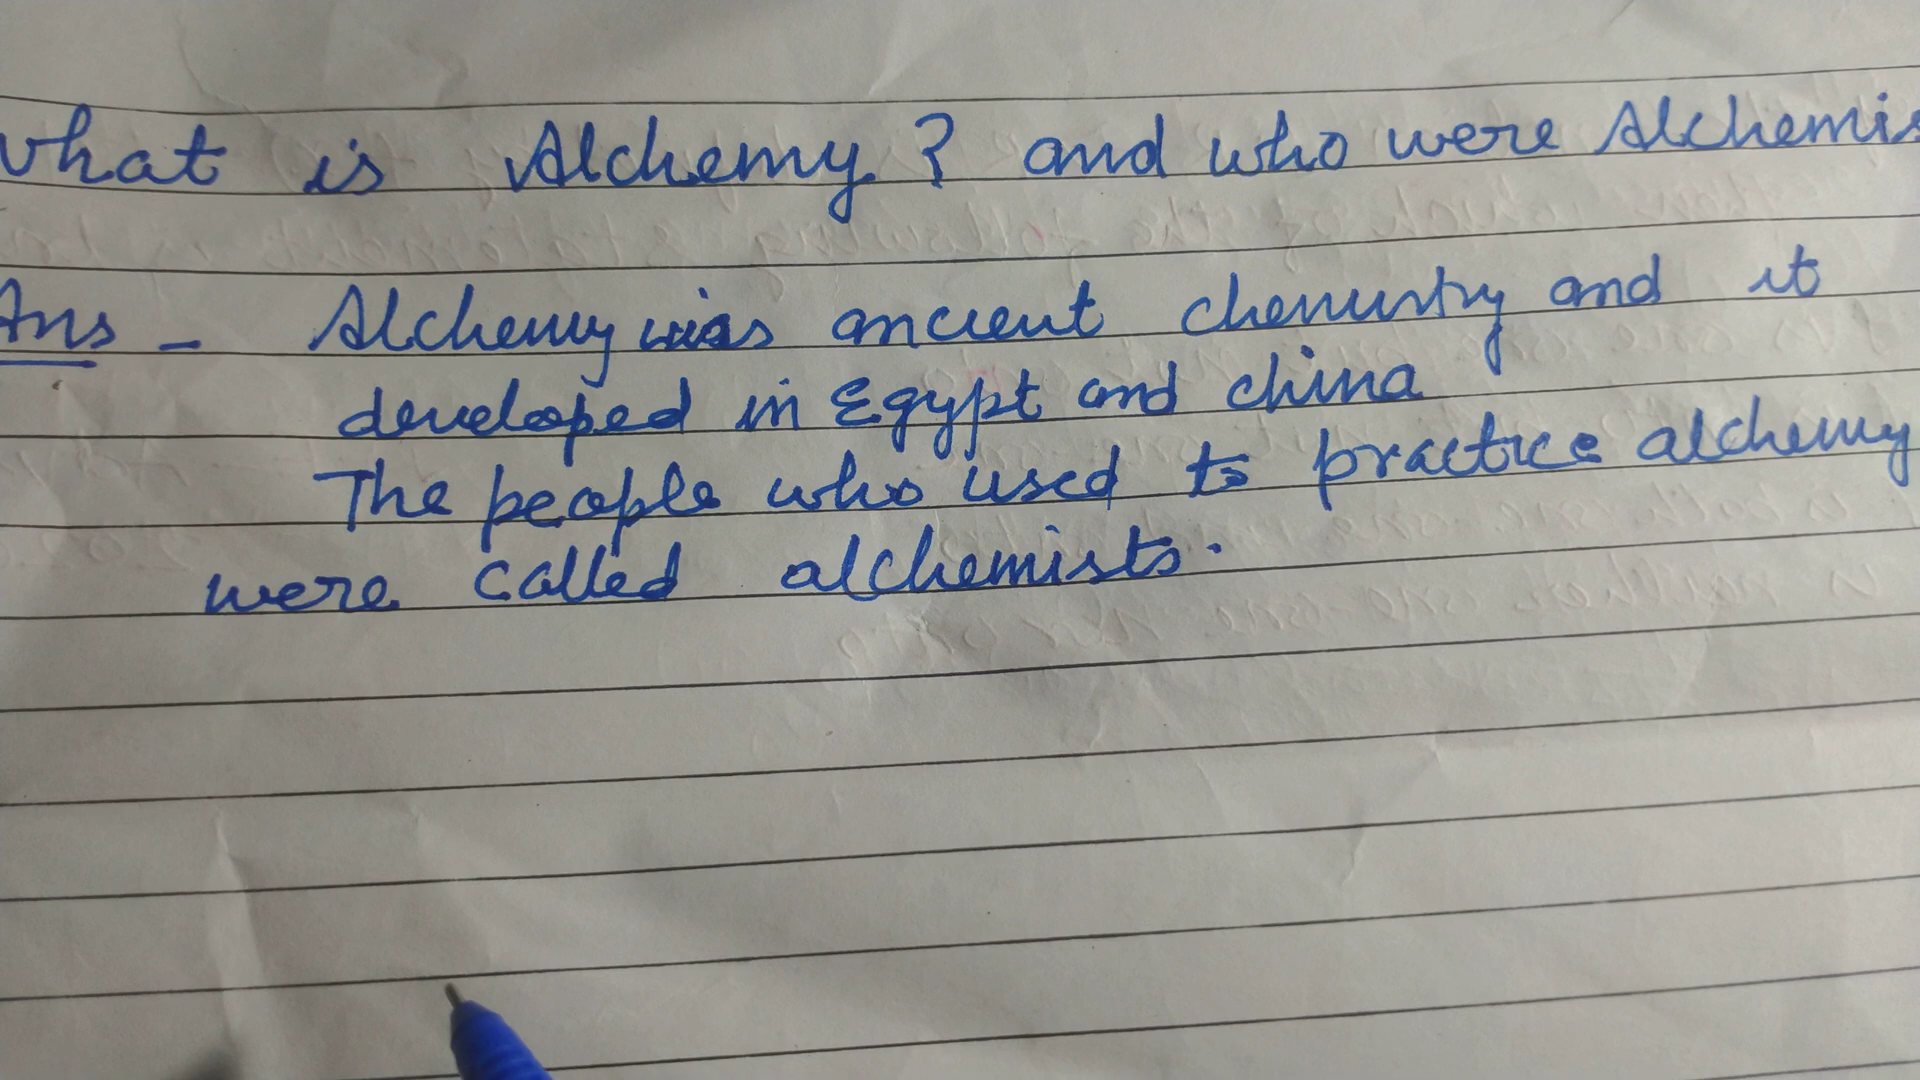 What is Alchemy? and who were Alchemis
Ans - Alchemy was ancient chemistry and it
developed in Egypt and china
The people who used to practice alchemy
were called alchemists.